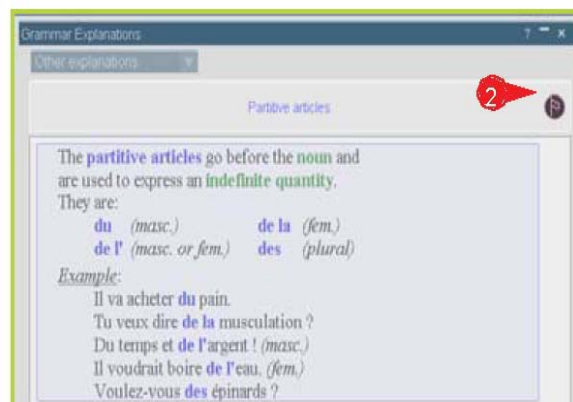 Grammar Explanations
Other explanations
Partitive articles
2
The partitive articles go before the noun and
are used to express an indefinite quantity.
They are:
du (masc.) de la (fem.)
de l' (masc. or fem.) des (plural)
Example:
Il va acheter du pain.
Tu veux dire de la musculation ?
Du temps et de l'argent ! (masc.)
Il voudrait boire de l'eau. (fem.)
Voulez-vous des épinards ?